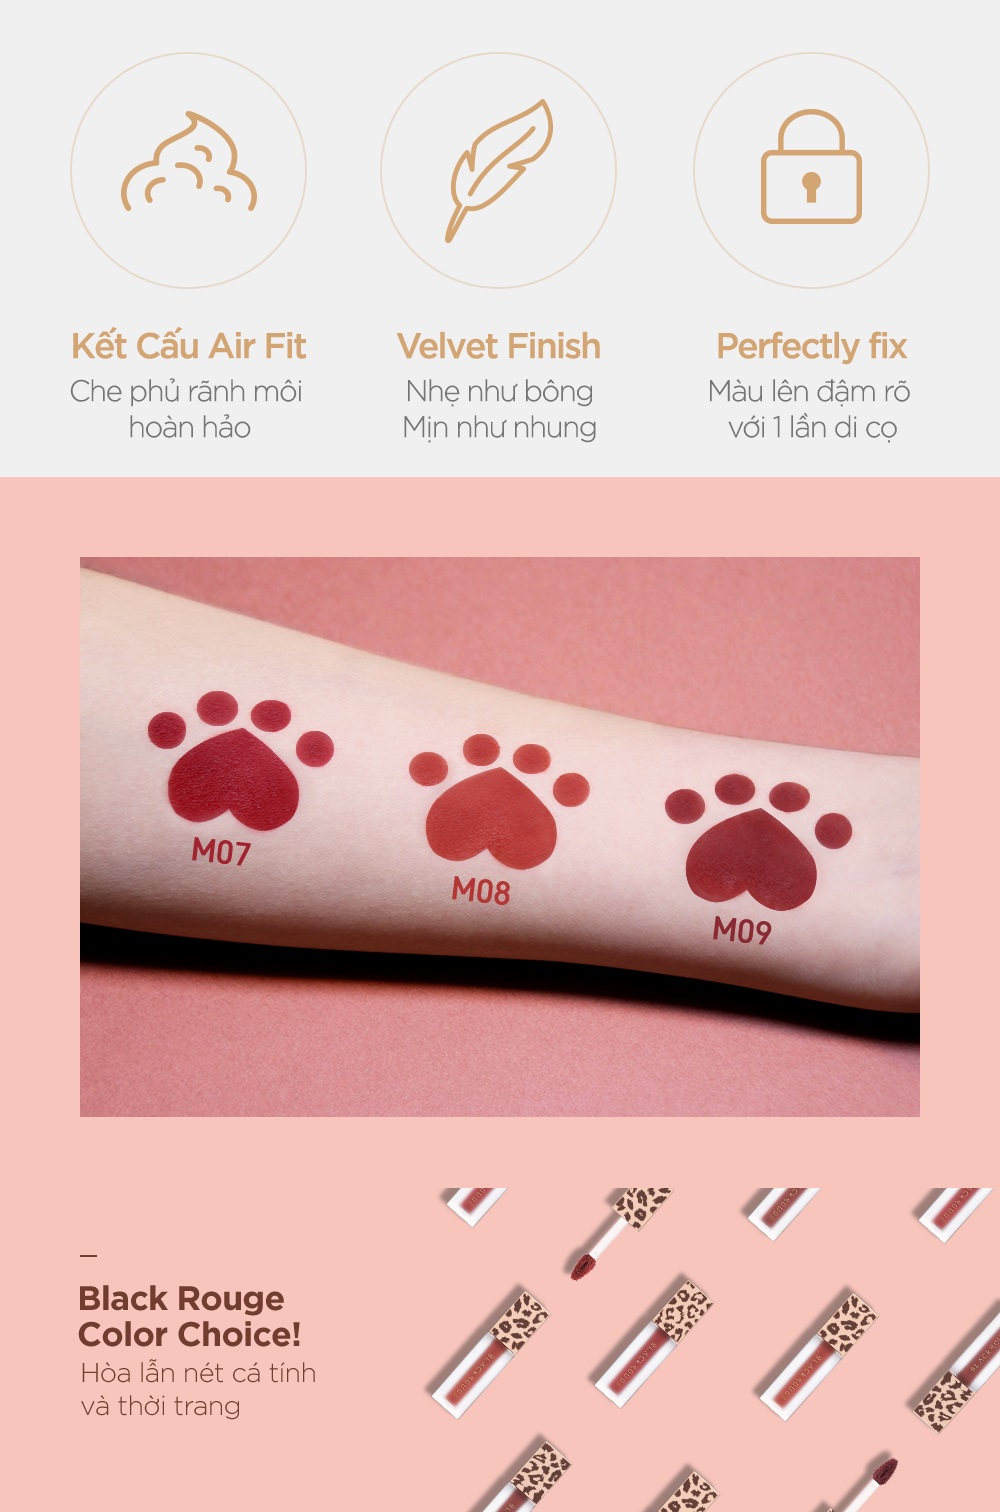 Kết Cấu Air Fit
Che phủ rãnh môi
hoàn hảo
Velvet Finish
Nhẹ như bông
Mịn như nhung
Perfectly fix
Màu lên đậm rõ
với 1 lần di cọ
M07
M08
M09
Black Rouge
Color Choice!
Hòa lẫn nét cá tính
và thời trang